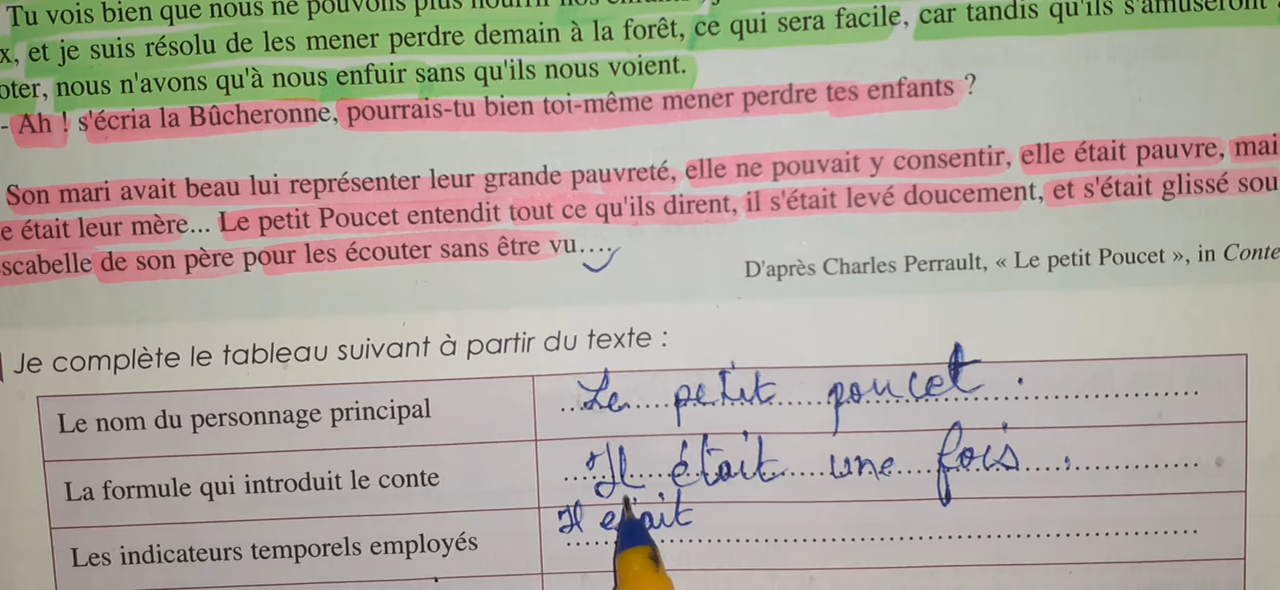 Tu vois bien que nous ne pouvons plus nourrir nos
x, et je suis résolu de les mener perdre demain à la forêt, ce qui sera facile, car tandis qu'ils s'amuseront
oter, nous n'avons qu'à nous enfuir sans qu'ils nous voient.
- Ah ! s'écria la Bûcheronne, pourrais-tu bien toi-même mener perdre tes enfants ?
Son mari avait beau lui représenter leur grande pauvreté, elle ne pouvait y consentir, elle était pauvre, mai
e était leur mère... Le petit Poucet entendit tout ce qu'ils dirent, il s'était levé doucement, et s'était glissé sou
scabelle de son père pour les écouter sans être vu....
D'après Charles Perrault, « Le petit Poucet », in Conte
Je complète le tableau suivant à partir du texte :
Le nom du personnage principal Le petit poucet.
La formule qui introduit le conte Il était une fois.
Il etait
Les indicateurs temporels employés